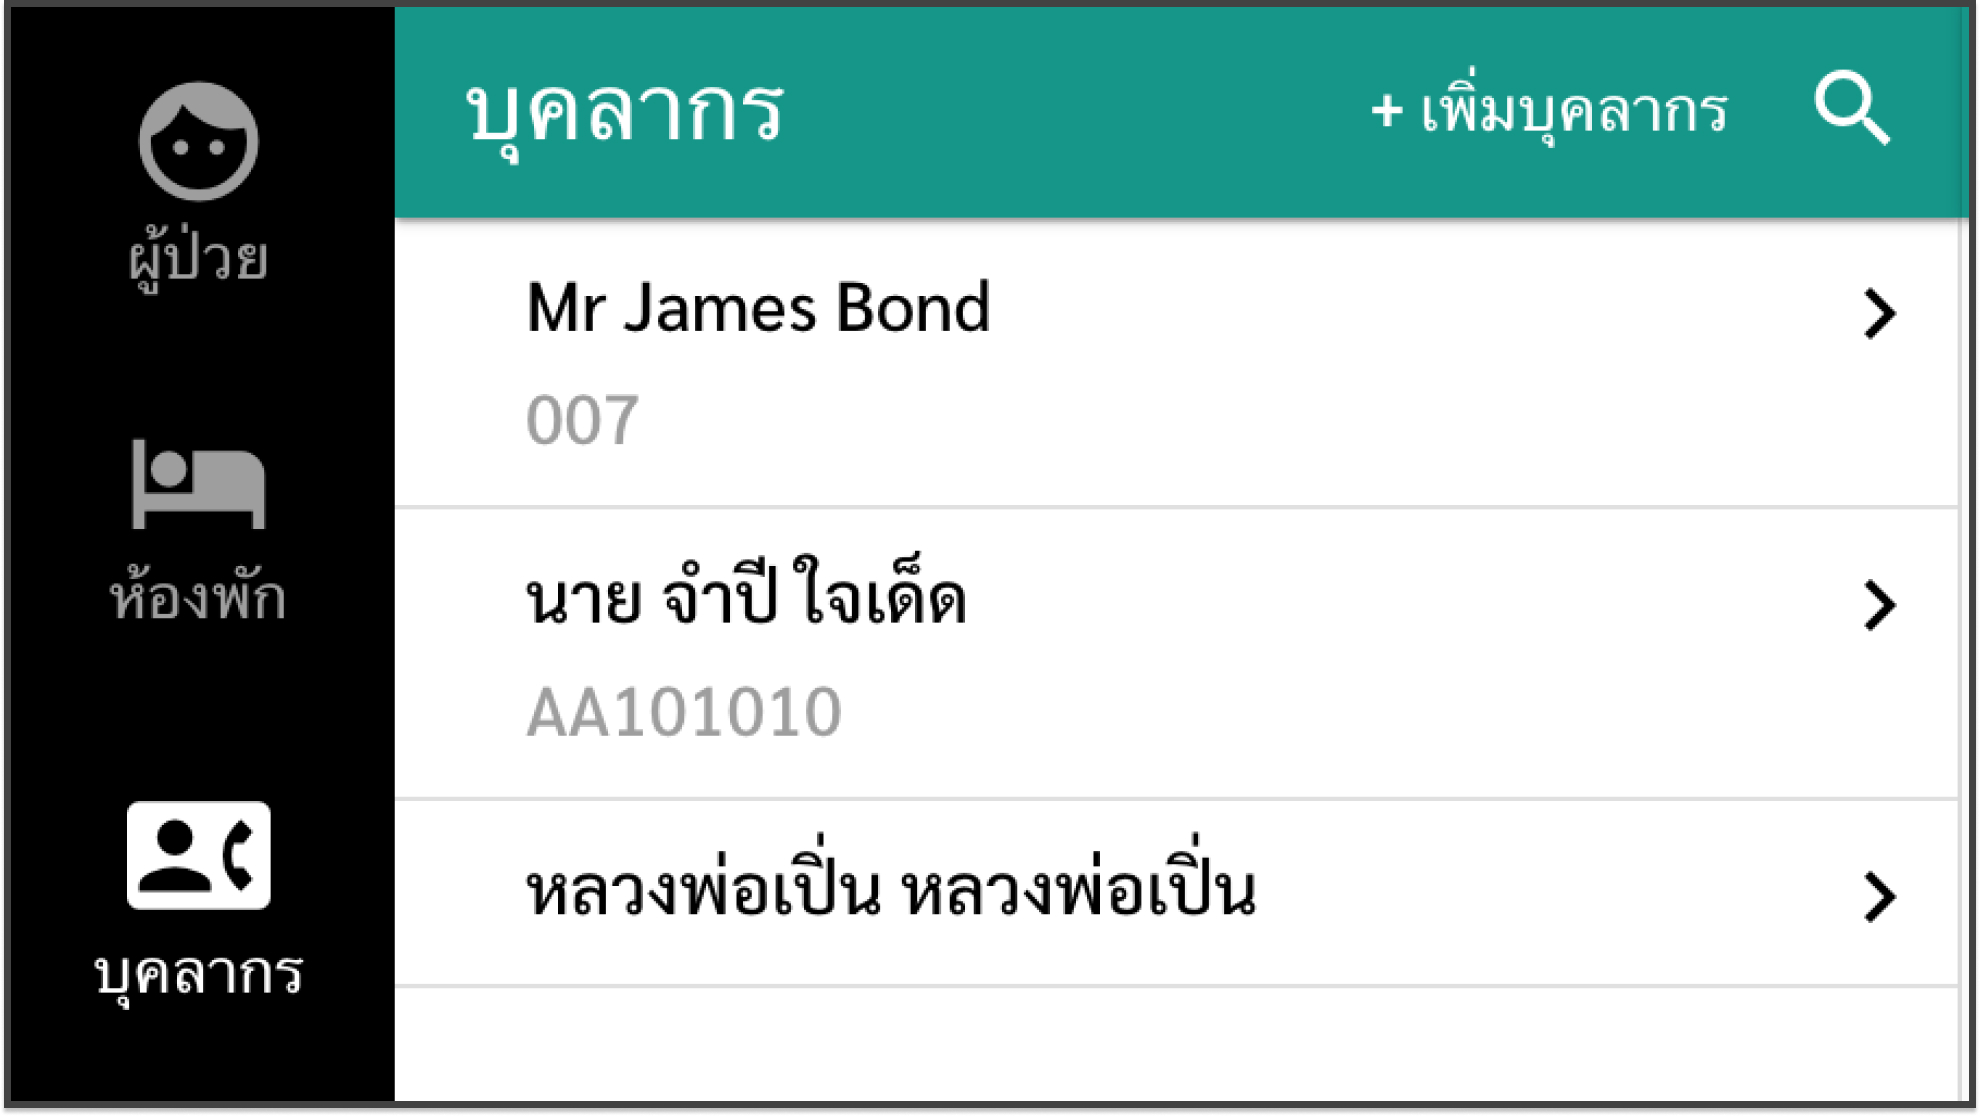 ผู้ป่วย
ห้องพัก
บุคลากร
บุคลากร
+ เพิ่มบุคลากร
Mr James Bond
007
นาย จำปี ใจเด็ด
AA101010
หลวงพ่อเปิ่น หลวงพ่อเปิ่น